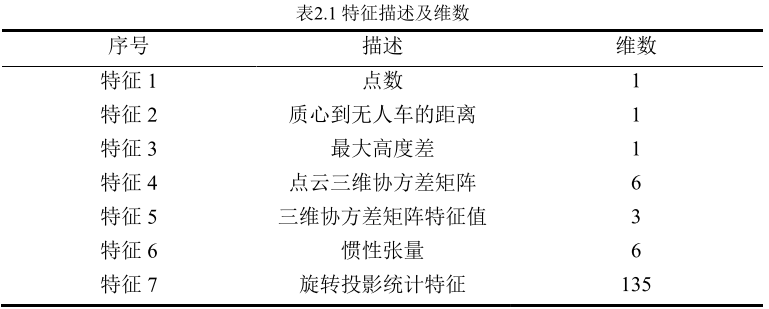 表2.1 特征描述及维数
序号 描述 维数
特征 1 点数 1
特征 2 质心到无人车的距离 1
特征 3 最大高度差 1
特征 4 点云三维协方差矩阵 6
特征 5 三维协方差矩阵特征值 3
特征 6 惯性张量 6
特征 7 旋转投影统计特征 135